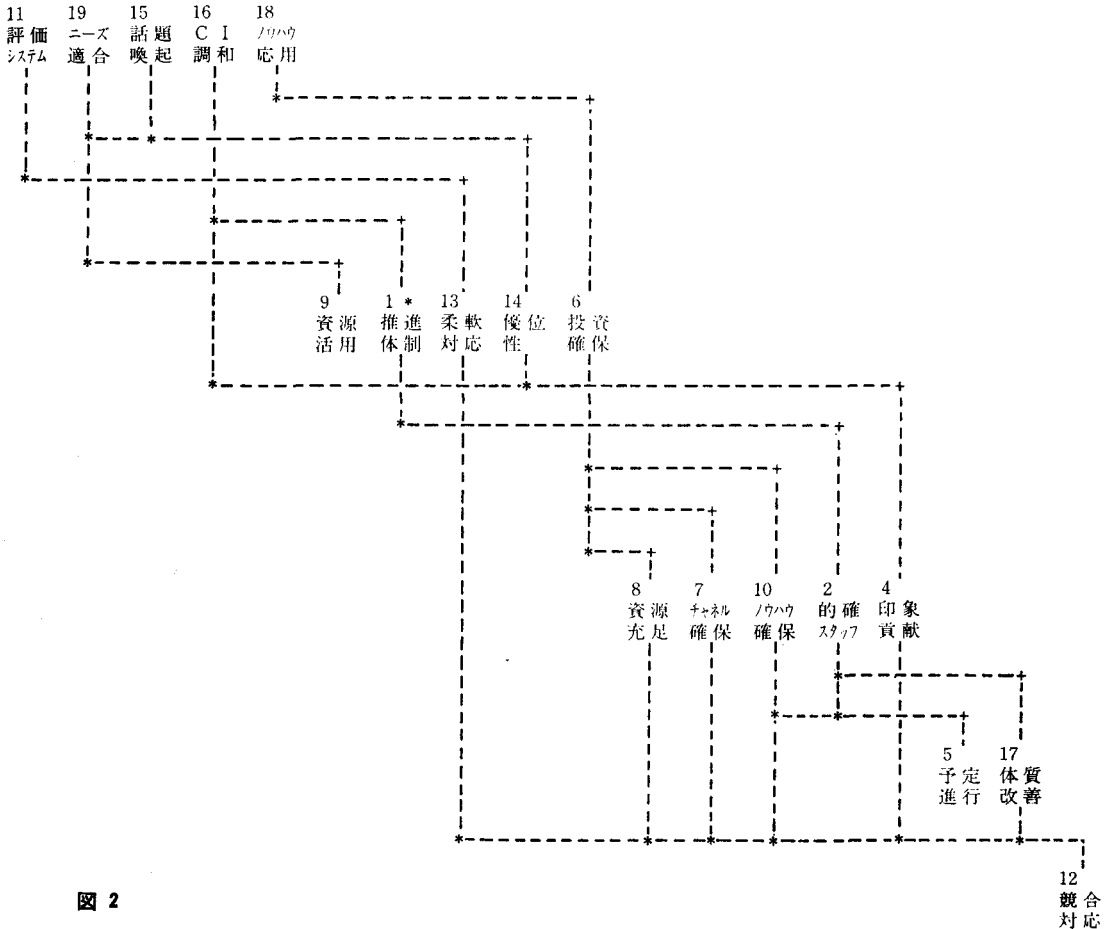 11 19 15 16 18
評価 ニーズ 話題 CI ノウハウ
システム 適合 喚起 調和 応用
9 1 * 13 14 6
資源 推進 柔軟 優位 投資
活用 体制 対応 性 確保
8 7 10 2 4
資源 チャネル ノウハウ 的確 印象
充足 確保 確保 スタッフ 貢献
5 17
予定 体質
進行 改善
12
競合
対応
図 2